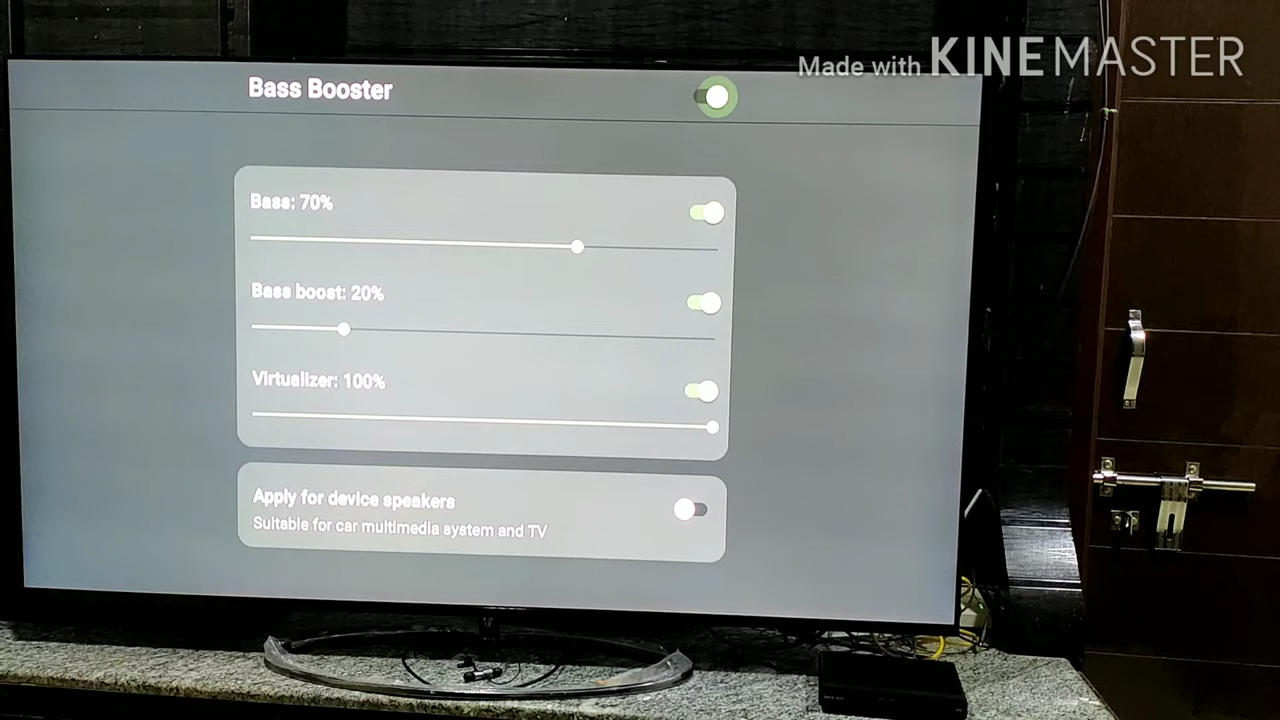 Made with KINEMASTER
Bass Booster
Bass: 70%
Bass boost: 20%
Virtualizer: 100%
Apply for device speakers
Suitable for car multimedia system and TV